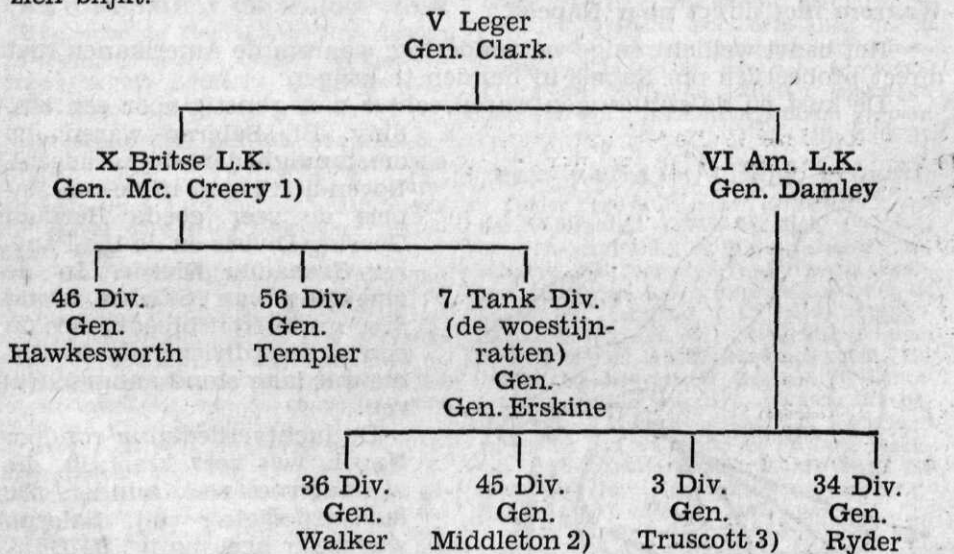 V Leger
Gen. Clark.
X Britse L.K.
Gen. Mc. Creery 1)
VI Am. L.K.
Gen. Damley
46 Div.
Gen.
Hawkesworth
56 Div.
Gen.
Templer
7 Tank Div.
(de woestijn-
ratten)
Gen.
Gen. Erskine
36 Div.
Gen.
Walker
45 Div.
Gen.
Middleton 2)
3 Div.
Gen.
Truscott 3)
34 Div.
Gen.
Ryder